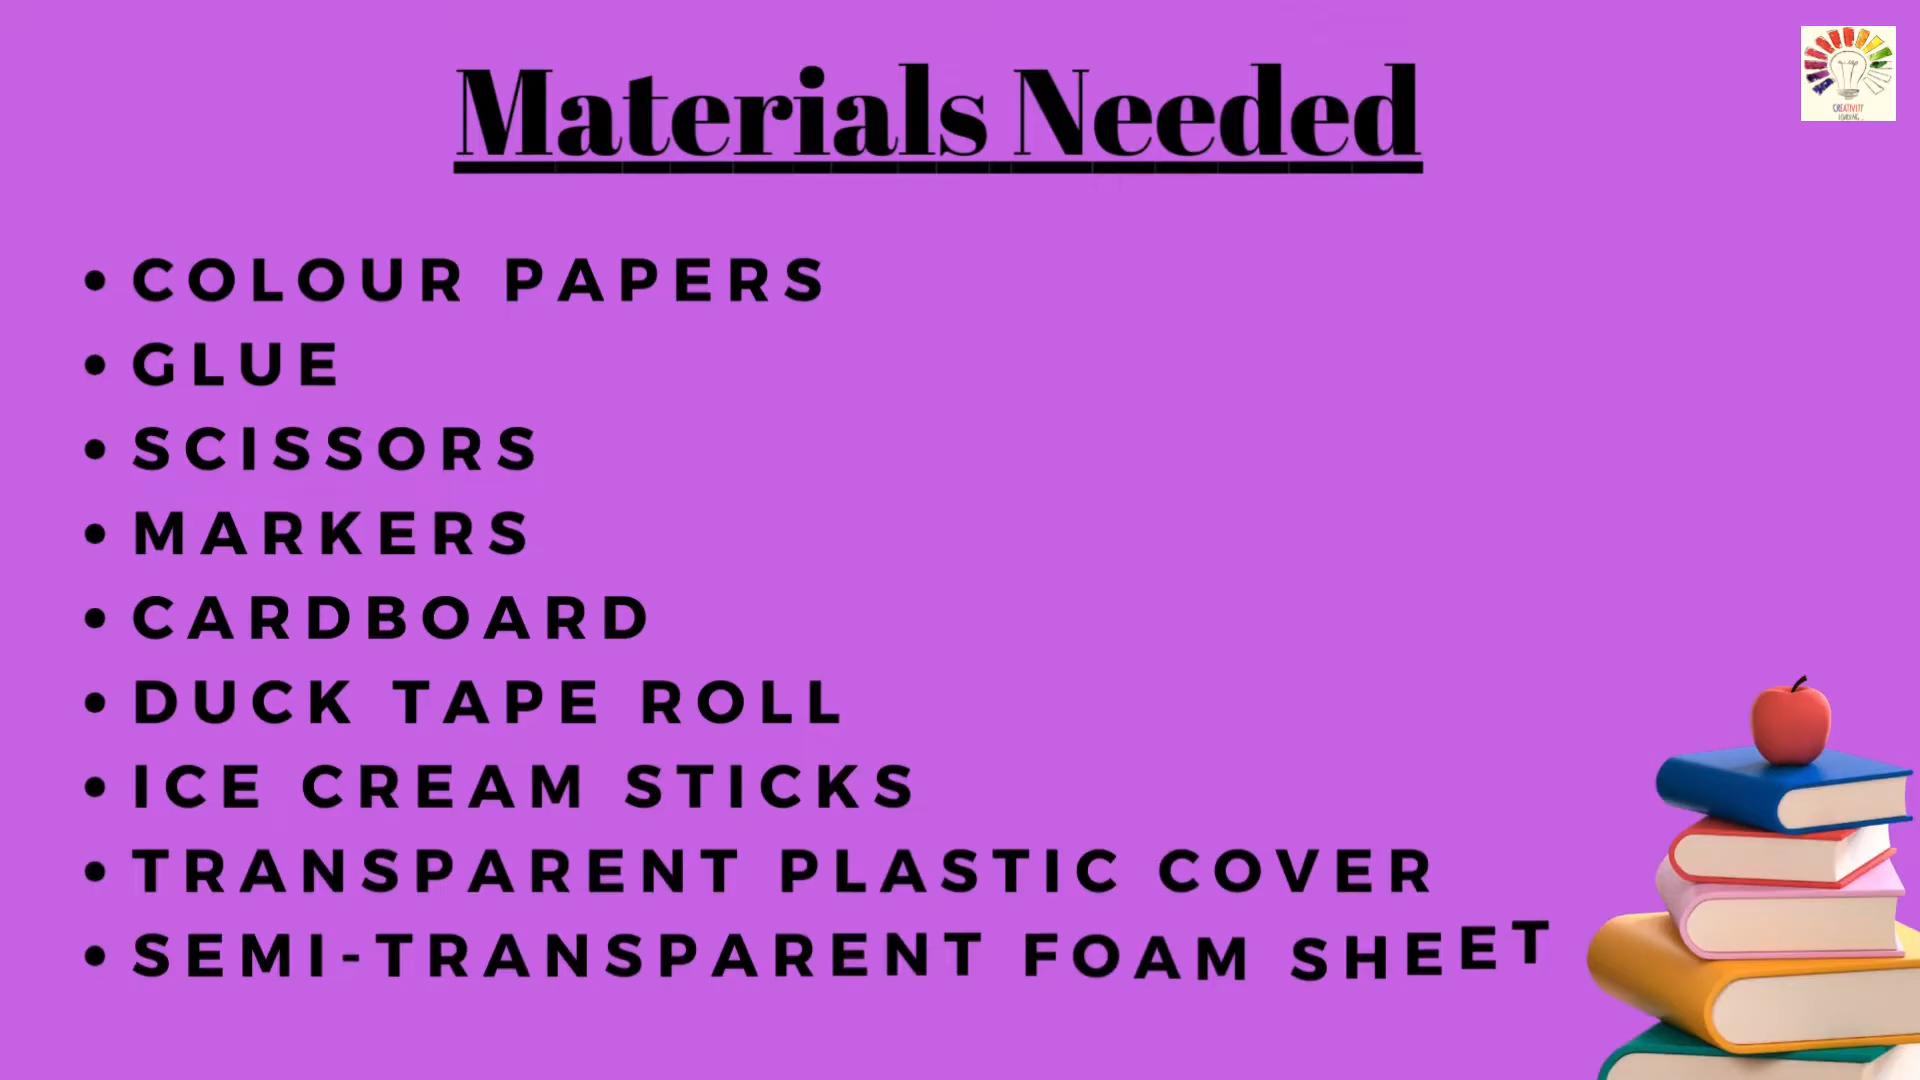 Materials Needed
• COLOUR PAPERS
• GLUE
• SCISSORS
• MARKERS
• CARDBOARD
• DUCK TAPE ROLL
• ICE CREAM STICKS
• TRANSPARENT PLASTIC COVER
• SEMI-TRANSPARENT FOAM SHEET
CREATIVITY